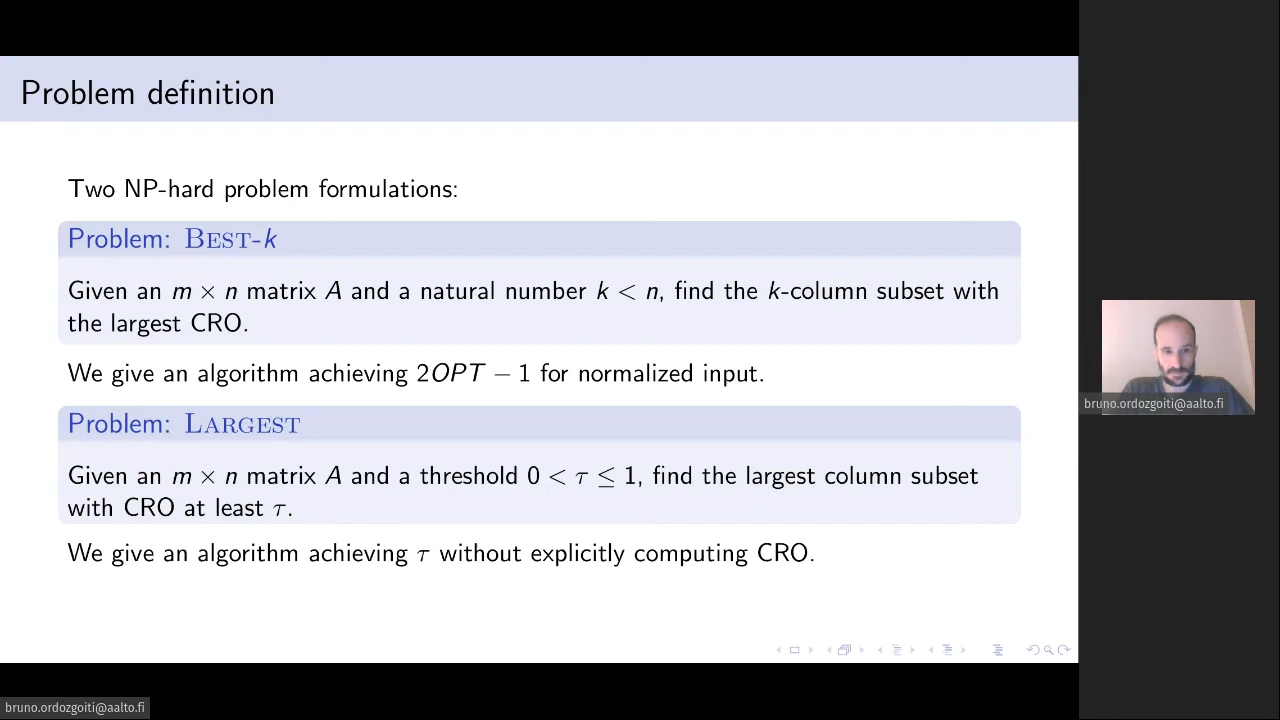 Problem definition
Two NP-hard problem formulations:
Problem: BEST-k
Given an m × n matrix A and a natural number k < n, find the k-column subset with
the largest CRO.
We give an algorithm achieving 2OPT − 1 for normalized input.
Problem: LARGEST
Given an m × n matrix A and a threshold 0 < τ ≤ 1, find the largest column subset
with CRO at least τ.
We give an algorithm achieving τ without explicitly computing CRO.
bruno.ordozgoiti@aalto.fi
bruno.ordozgoiti@aalto.fi